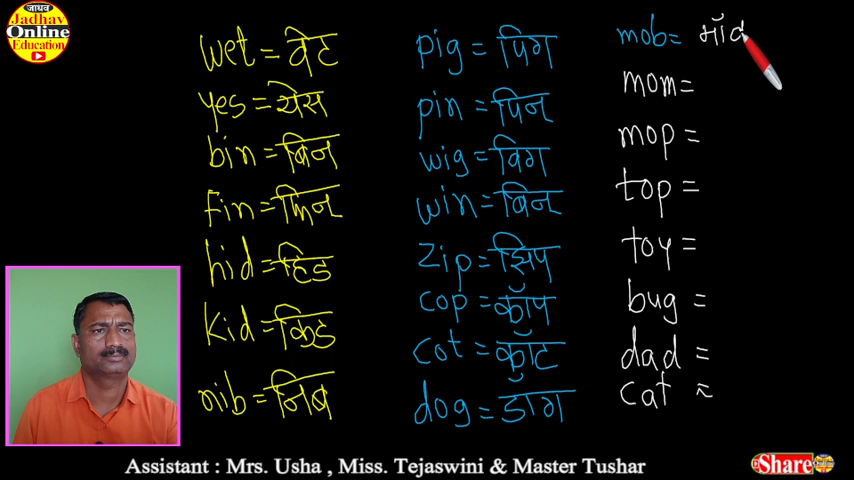 जाधव
Jadhav
Online
Education
wet = वेट
yes = येस
bin = बिन
fin = फिन
hid = हिड
kid = किड
nib = निब
pig = पिग
pin = पिन
wig = विग
win = विन
zip = झिप
cop = कॉप
cot = कॉट
dog = डाग
mob = मॉब
mom =
mop =
top =
toy =
bug =
dad =
cat =
Assistant : Mrs. Usha , Miss. Tejaswini & Master Tushar
Share